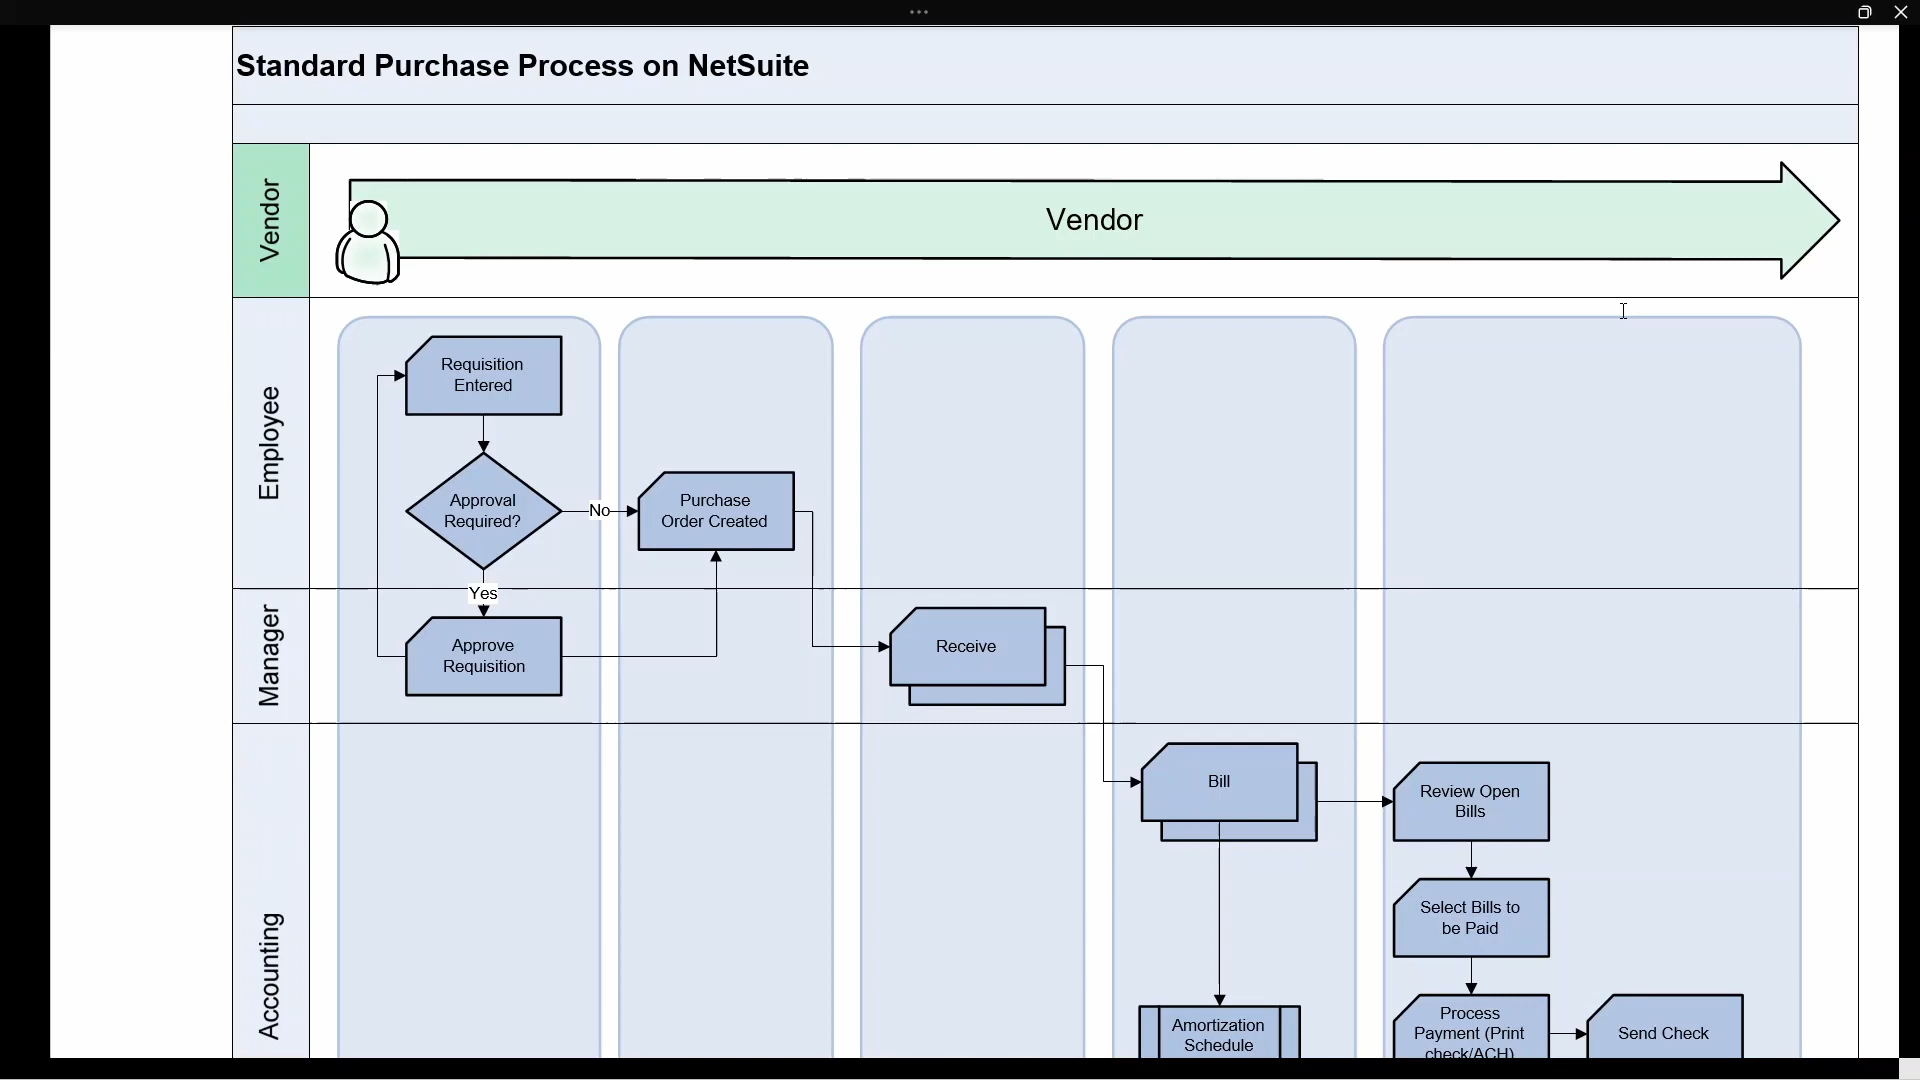 Standard Purchase Process on NetSuite
Vendor
Vendor
Employee
Requisition
Entered
Approval
Required?
No
Purchase
Order Created
Yes
Manager
Approve
Requisition
Receive
Accounting
Bill
Review Open
Bills
Select Bills to
be Paid
Amortization
Schedule
Process
Payment (Print
check/ACH)
Send Check